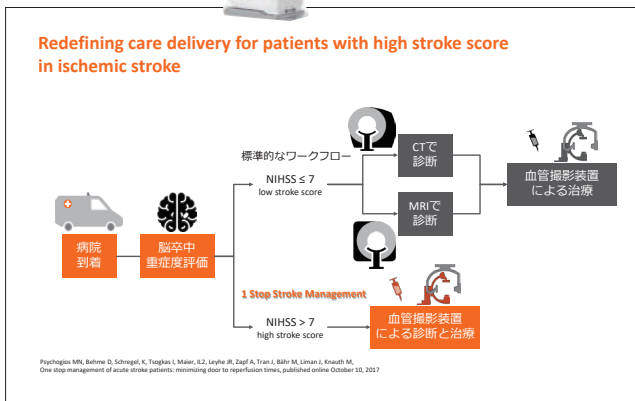 Redefining care delivery for patients with high stroke score
in ischemic stroke
標準的なワークフロー
NIHSS ≤ 7
low stroke score
CTで
診断
MRIで
診断
血管撮影装置
による治療
病院
到着
脳卒中
重症度評価
1 Stop Stroke Management
NIHSS > 7
high stroke score
血管撮影装置
による診断と治療
Psychogios MN, Behme D, Schregel, K, Tsogkas I, Maier, IL2, Leyhe JR, Zapf A, Tran J, Bähr M, Liman J, Knauth M,
One stop management of acute stroke patients: minimizing door to reperfusion times, published online October 10, 2017